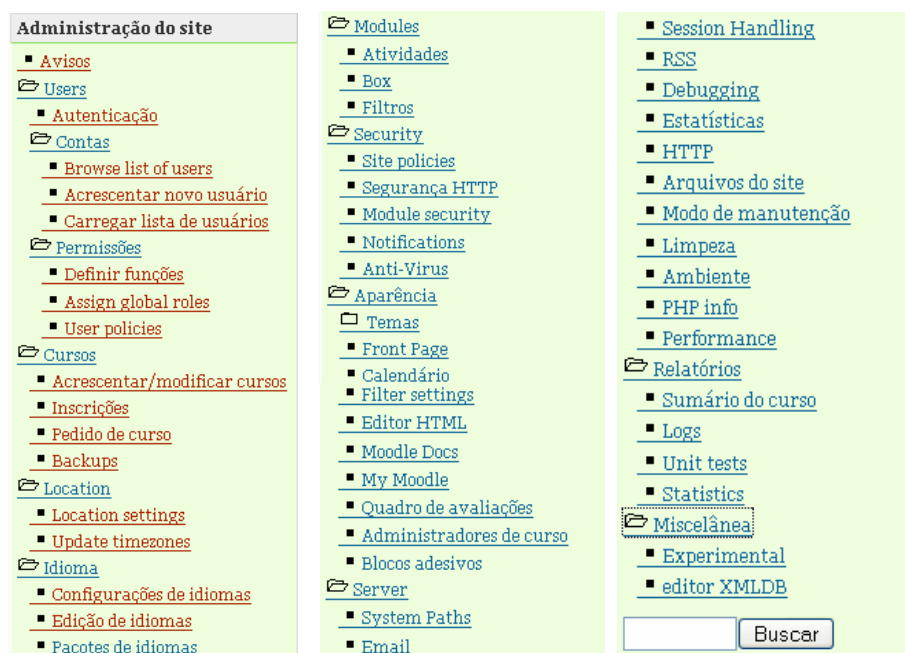 Administração do site
Avisos
Users
Autenticação
Contas
Browse list of users
Acrescentar novo usuário
Carregar lista de usuários
Permissões
Definir funções
Assign global roles
User policies
Cursos
Acrescentar/modificar cursos
Inscrições
Pedido de curso
Backups
Location
Location settings
Update timezones
Idioma
Configurações de idiomas
Edição de idiomas
Pacotes de idiomas
Modules
Atividades
Box
Filtros
Security
Site policies
Segurança HTTP
Module security
Notifications
Anti-Virus
Aparência
Temas
Front Page
Calendário
Filter settings
Editor HTML
Moodle Docs
My Moodle
Quadro de avaliações
Administradores de curso
Blocos adesivos
Server
System Paths
Email
Session Handling
RSS
Debugging
Estatísticas
HTTP
Arquivos do site
Modo de manutenção
Limpeza
Ambiente
PHP info
Performance
Relatórios
Sumário do curso
Logs
Unit tests
Statistics
Miscelânea
Experimental
editor XMLDB
Buscar